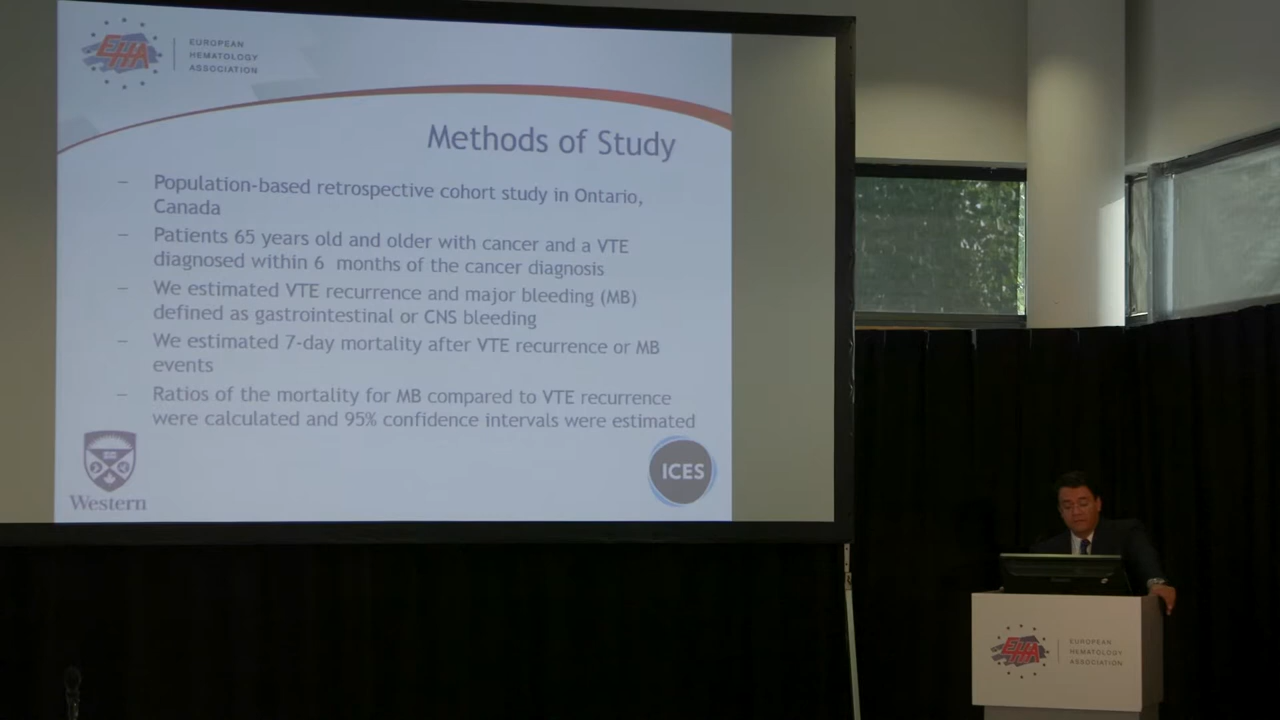 EHA
EUROPEAN
HEMATOLOGY
ASSOCIATION
Methods of Study
– Population-based retrospective cohort study in Ontario,
Canada
– Patients 65 years old and older with cancer and a VTE
diagnosed within 6 months of the cancer diagnosis
– We estimated VTE recurrence and major bleeding (MB)
defined as gastrointestinal or CNS bleeding
– We estimated 7-day mortality after VTE recurrence or MB
events
– Ratios of the mortality for MB compared to VTE recurrence
were calculated and 95% confidence intervals were estimated
Western
ICES
EHA
EUROPEAN
HEMATOLOGY
ASSOCIATION